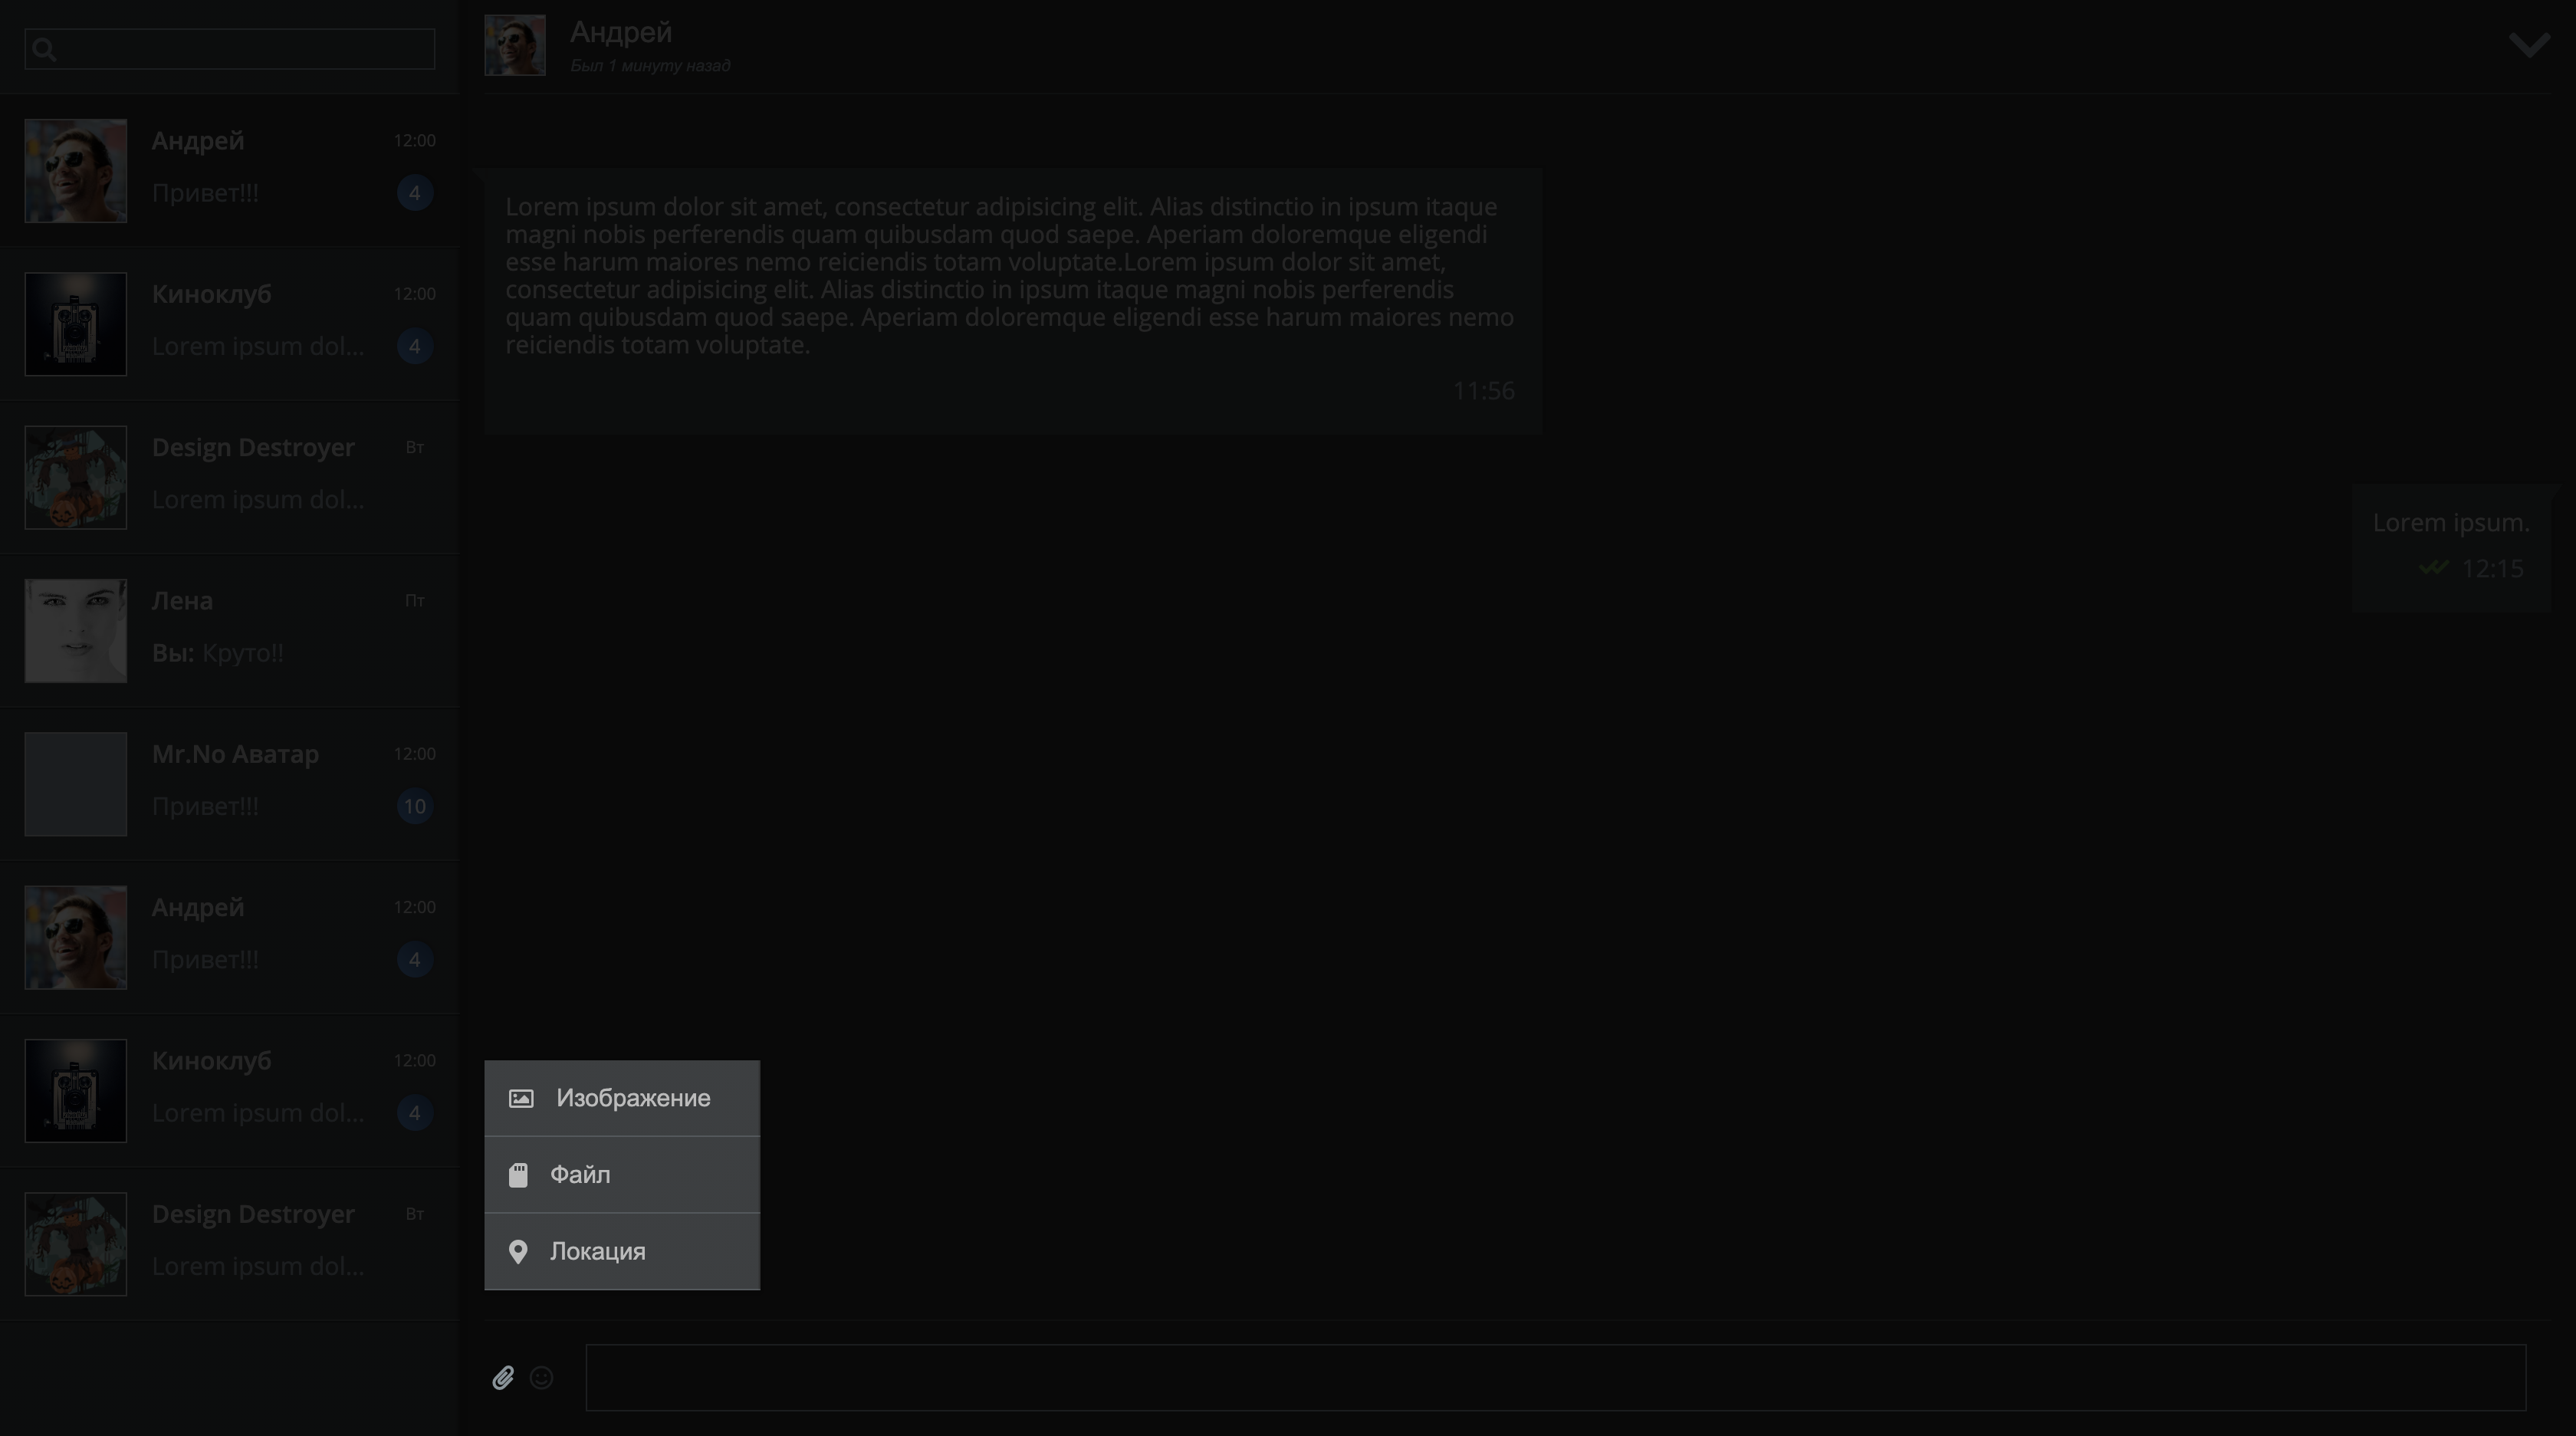 Андрей
12:00
Привет!!!
4
Киноклуб
12:00
Lorem ipsum dol...
4
Design Destroyer
Вт
Lorem ipsum dol...
Лена
Пт
Вы: Круто!!
Mr.No Аватар
12:00
Привет!!!
10
Андрей
12:00
Привет!!!
4
Киноклуб
12:00
Lorem ipsum dol...
4
Design Destroyer
Вт
Lorem ipsum dol...
Андрей
Был 1 минуту назад
Lorem ipsum dolor sit amet, consectetur adipisicing elit. Alias distinctio in ipsum itaque
magni nobis perferendis quam quibusdam quod saepe. Aperiam doloremque eligendi
esse harum maiores nemo reiciendis totam voluptate.Lorem ipsum dolor sit amet,
consectetur adipisicing elit. Alias distinctio in ipsum itaque magni nobis perferendis
quam quibusdam quod saepe. Aperiam doloremque eligendi esse harum maiores nemo
reiciendis totam voluptate.
11:56
Lorem ipsum.
12:15
Изображение
Файл
Локация